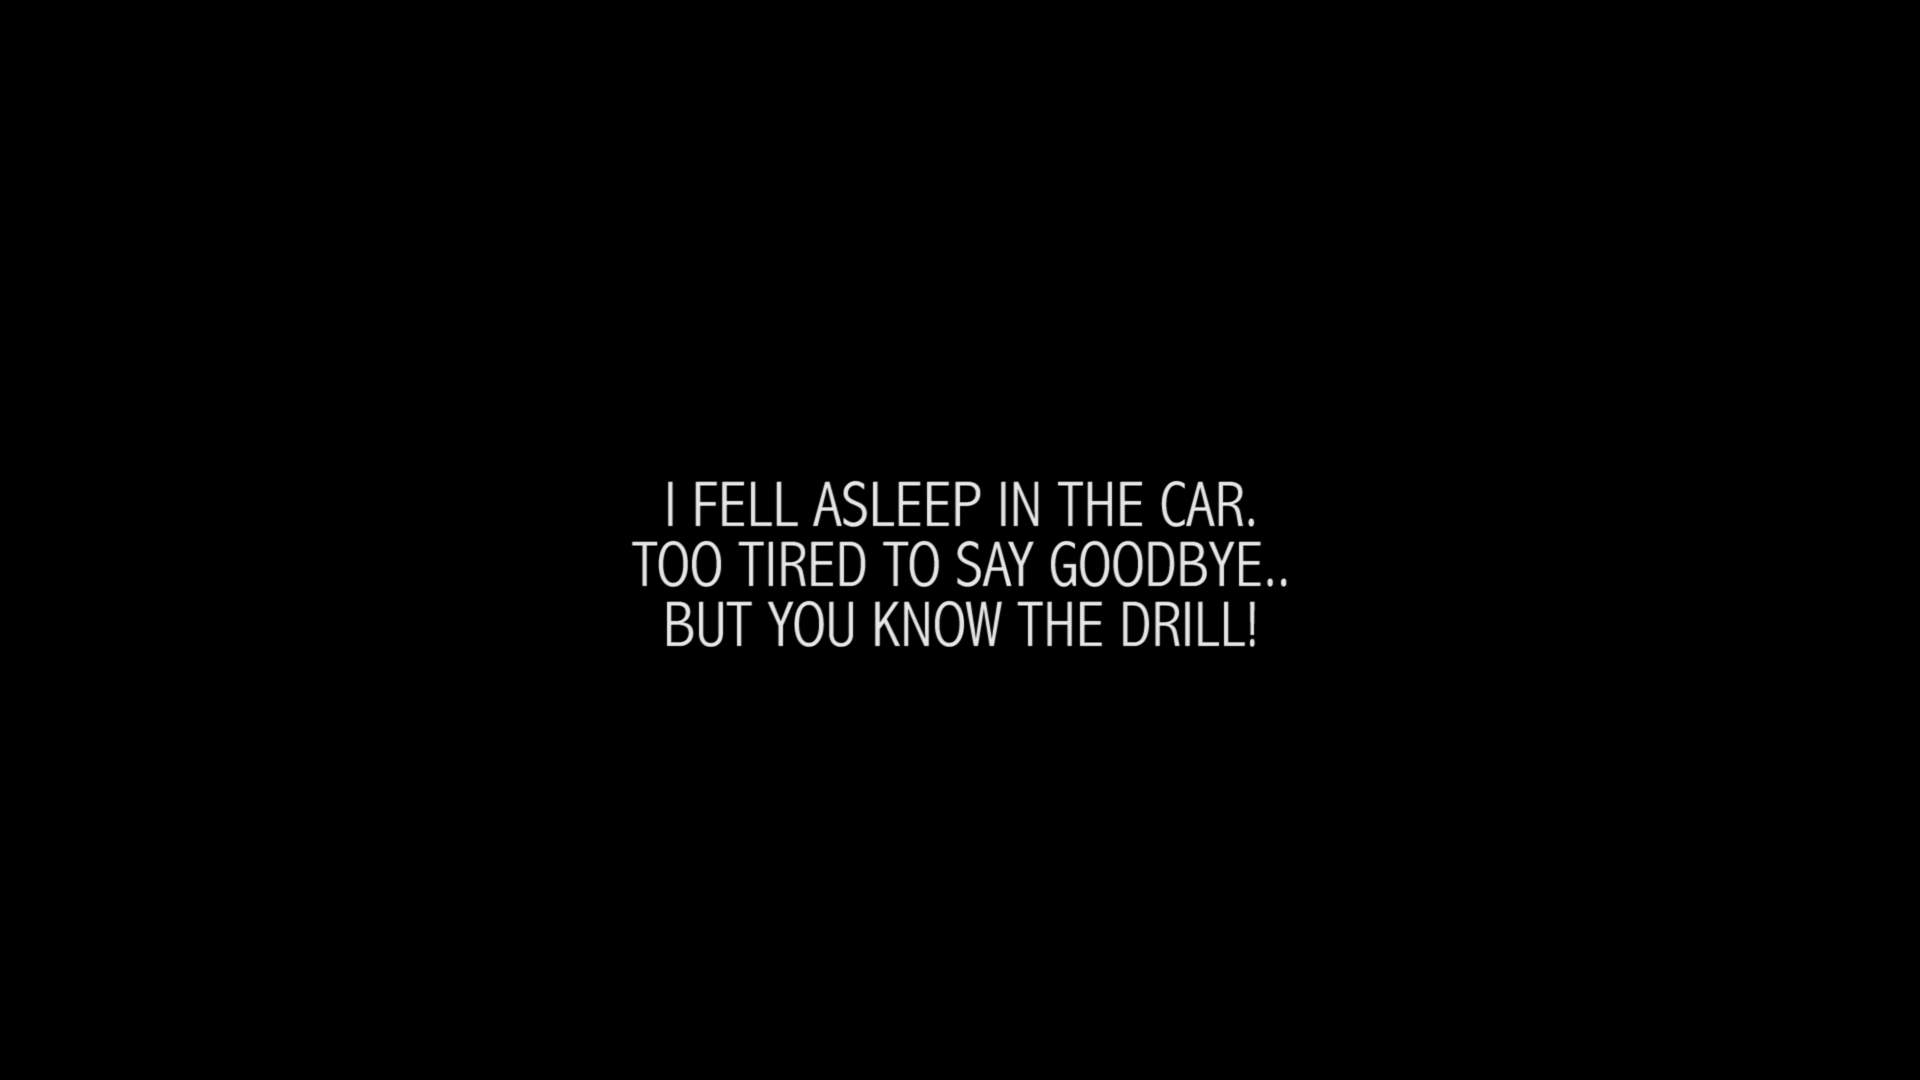 I FELL ASLEEP IN THE CAR.
TOO TIRED TO SAY GOODBYE..
BUT YOU KNOW THE DRILL!